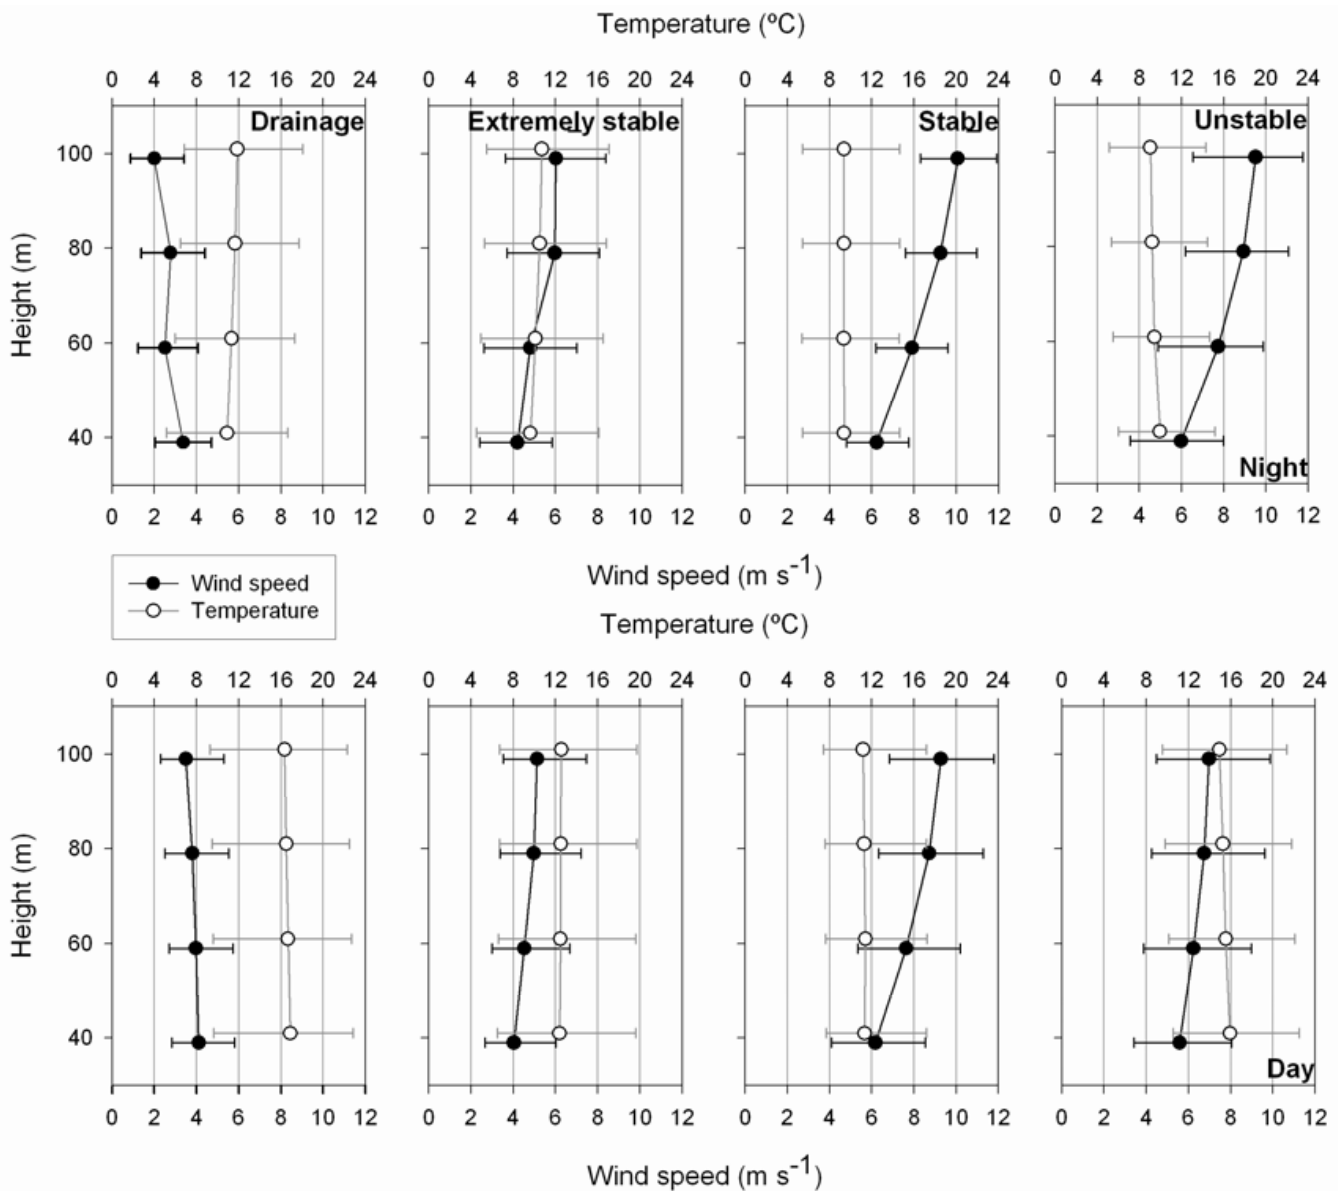 Temperature (ºC)
0 4 8 12 16 20 24 0 4 8 12 16 20 24 0 4 8 12 16 20 24 0 4 8 12 16 20 24
Drainage Extremely stable Stable Unstable
100
80
60
40
Height (m)
Night
0 2 4 6 8 10 12 0 2 4 6 8 10 12 0 2 4 6 8 10 12 0 2 4 6 8 10 12
Wind speed (m s⁻¹)
Wind speed
Temperature
Temperature (ºC)
0 4 8 12 16 20 24 0 4 8 12 16 20 24 0 4 8 12 16 20 24 0 4 8 12 16 20 24
100
80
60
40
Height (m)
Day
0 2 4 6 8 10 12 0 2 4 6 8 10 12 0 2 4 6 8 10 12 0 2 4 6 8 10 12
Wind speed (m s⁻¹)